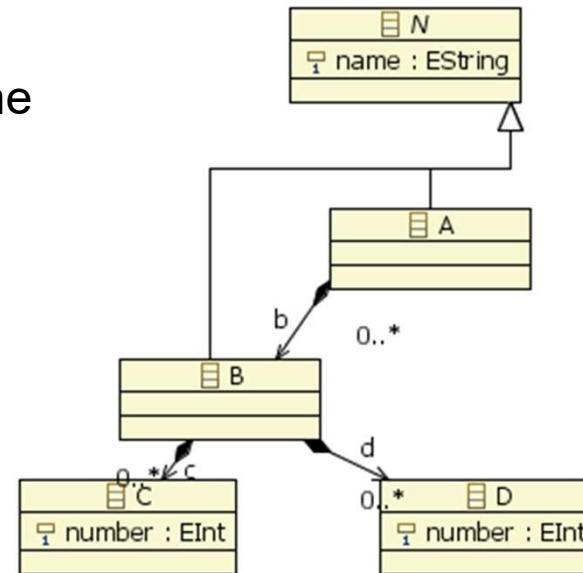 N
name : EString
ne
A
b
0..*
B
d
0..*
c
C
0..*
D
number : EInt
number : EInt